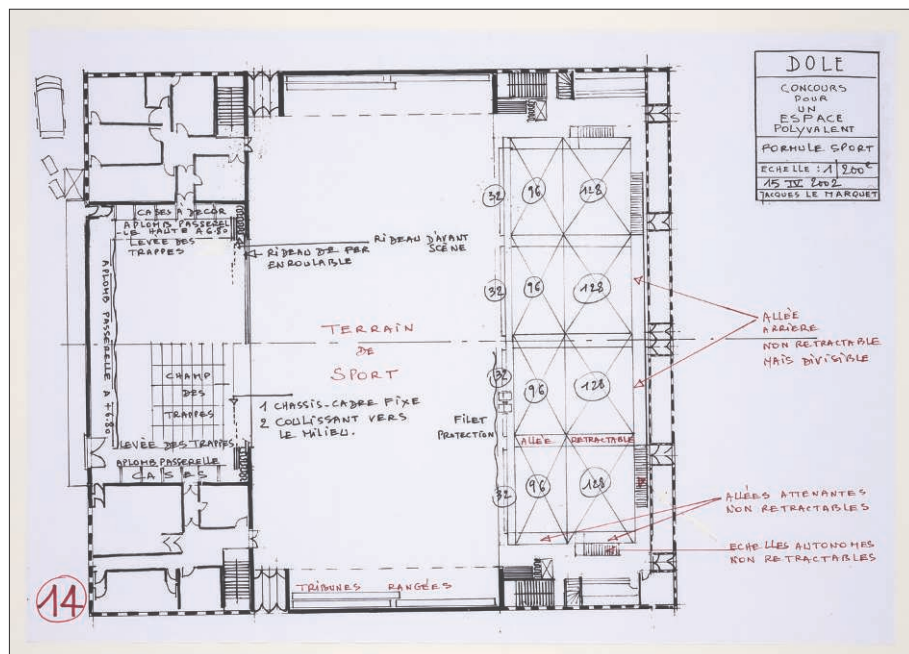 DOLE
CONCOURS
POUR
UN
ESPACE
POLYVALENT
FORMULE SPORT
ECHELLE : 1/200e
15 IV 2002
JACQUES LE MARQUET
CASES A DECOR
APLOMB PASSEREL
-LE HAUTE A 6.80
LEVÉE DES
TRAPPES
RIDEAU DE FER
ENROULABLE
RIDEAU D'AVANT
SCÈNE
APLOMB PASSERELLE A +6.80
CHAMP
DES
TRAPPES
LEVÉE DES TRAPPES
APLOMB PASSERELLE
CASES
TERRAIN
DE
SPORT
1 CHASSIS-CADRE FIXE
2 COULISSANT VERS
LE MILIEU.
FILET
PROTECTION
32 96 128
32 96 128
32 96 128
ALLÉE RETRACTABLE
32 96 128
ALLÉE
ARRIÈRE
NON RETRACTABLE
MAIS DIVISIBLE
ALLÉES ATTENANTES
NON RETRACTABLES
ECHELLES AUTONOMES
NON RETRACTABLES
TRIBUNES RANGÉES
14